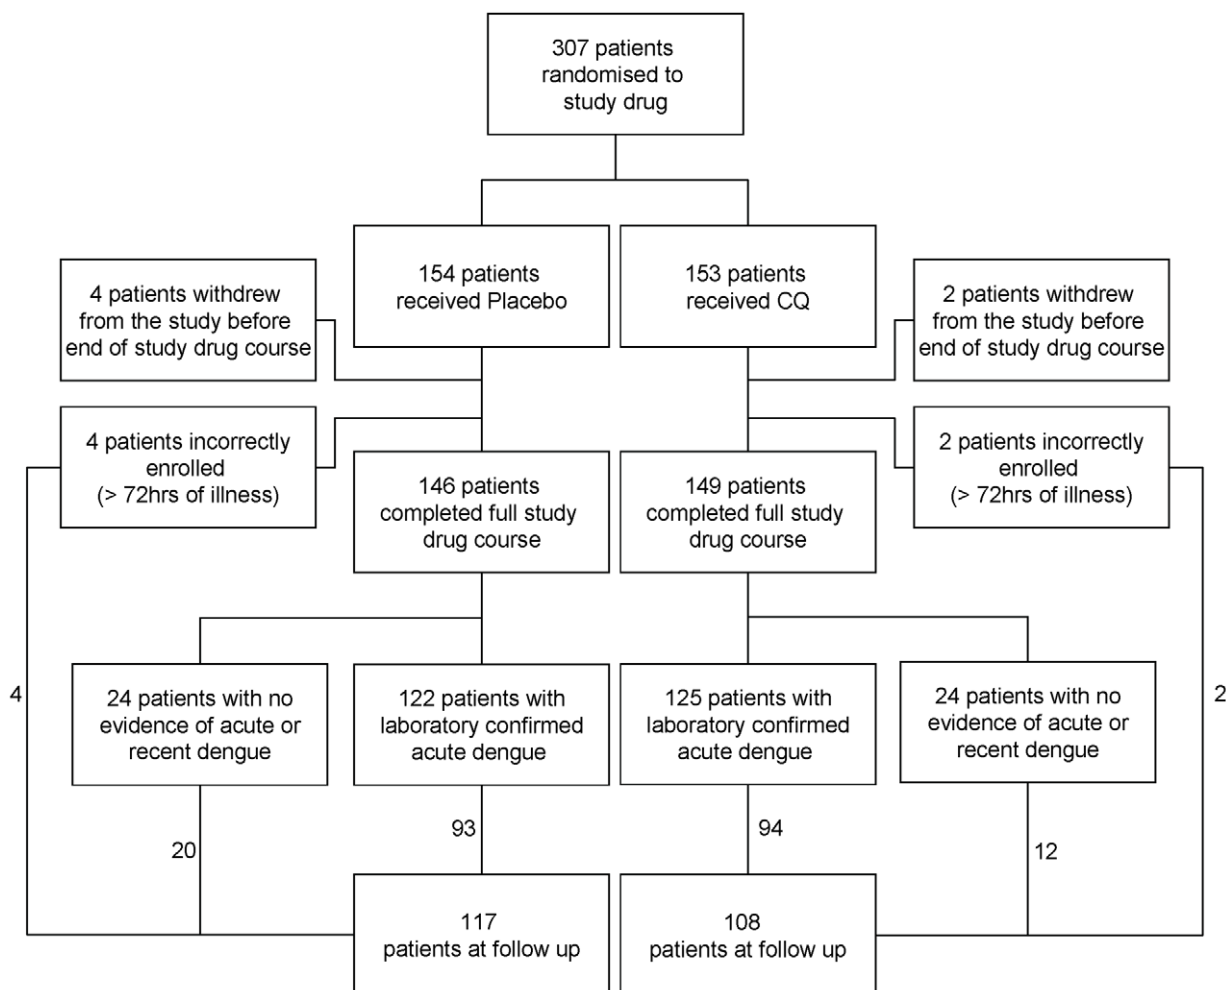 307 patients
randomised to
study drug
154 patients
received Placebo
153 patients
received CQ
4 patients withdrew
from the study before
end of study drug course
2 patients withdrew
from the study before
end of study drug course
4 patients incorrectly
enrolled
(> 72hrs of illness)
2 patients incorrectly
enrolled
(> 72hrs of illness)
146 patients
completed full study
drug course
149 patients
completed full study
drug course
4
24 patients with no
evidence of acute or
recent dengue
122 patients with
laboratory confirmed
acute dengue
125 patients with
laboratory confirmed
acute dengue
24 patients with no
evidence of acute or
recent dengue
2
20
93
94
12
117
patients at follow up
108
patients at follow up